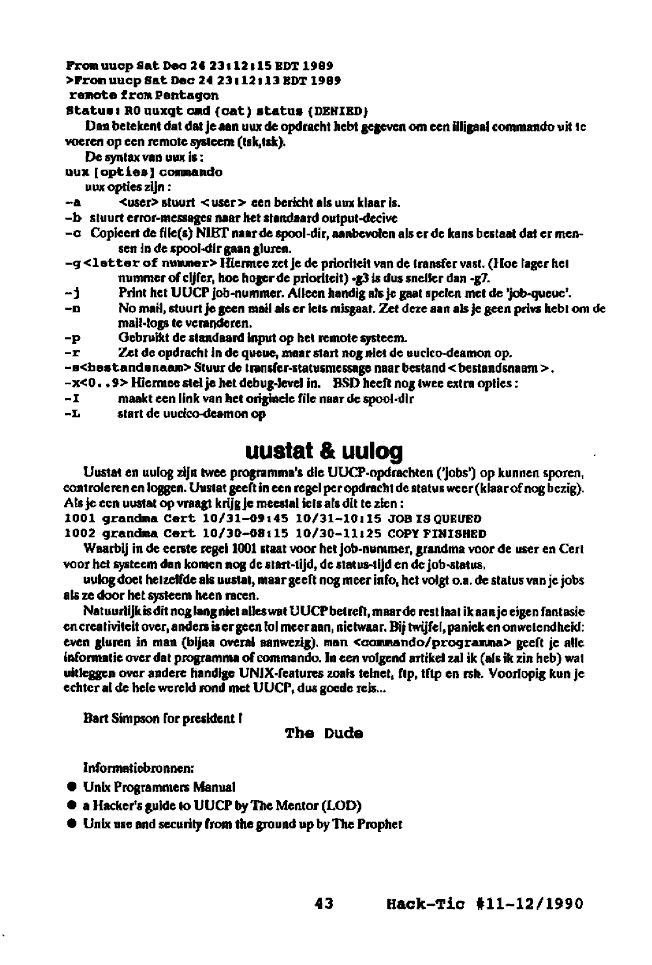 From uucp Sat Dec 24 23:12:15 EDT 1989
>From uucp Sat Dec 24 23:12:13 EDT 1989
remote from Pentagon
Status: R0 uuxqt cmd (cat) status (DENIED)
Dan betekent dat dat je aan uux de opdracht hebt gegeven om een illigaal commando uit te
voeren op een remote systeem (tsk,tsk).
De syntax van uux is :
uux [opties] commando
uux opties zijn :
-a <user> stuurt <user> een bericht als uux klaar is.
-b stuurt error-messages naar het standaard output-decive
-c Copieert de file(s) NIET naar de spool-dir, aanbevolen als er de kans bestaat dat er men-
sen in de spool-dir gaan gluren.
-g<letter of nummer> Hiermee zet je de prioriteit van de transfer vast. (Hoe lager het
nummer of cijfer, hoe hoger de prioriteit) -g3 is dus sneller dan -g7.
-j Print het UUCP job-nummer. Alleen handig als je gaat spelen met de 'job-queue'.
-n No mail, stuurt je geen mail als er iets misgaat. Zet deze aan als je geen privs hebt om de
mail-logs te veranderen.
-p Gebruikt de standaard input op het remote systeem.
-r Zet de opdracht in de queue, maar start nog niet de uucico-deamon op.
-s<bestandsnaam> Stuur de transfer-statusmessage naar bestand <bestandsnaam>.
-x<0..9> Hiermee stel je het debug-level in. BSD heeft nog twee extra opties :
-I maakt een link van het originele file naar de spool-dir
-L start de uucico-deamon op
uustat & uulog
Uustat en uulog zijn twee programma's die UUCP-opdrachten ('jobs') op kunnen sporen,
controleren en loggen. Uustat geeft in een regel per opdracht de status weer (klaar of nog bezig).
Als je een uustat op vraagt krijg je meestal iets als dit te zien :
1001 grandma Cert 10/31-09:45 10/31-10:15 JOB IS QUEUED
1002 grandma Cert 10/30-08:15 10/30-11:25 COPY FINISHED
Waarbij in de eerste regel 1001 staat voor het job-nummer, grandma voor de user en Cert
voor het systeem dan komen nog de start-tijd, de status-tijd en de job-status.
uulog doet hetzelfde als uustat, maar geeft nog meer info, het volgt o.a. de status van je jobs
als ze door het systeem heen racen.
Natuurlijk is dit nog lang niet alles wat UUCP betreft, maar de rest laat ik aan je eigen fantasie
en creativiteit over, anders is er geen lol meer aan, nietwaar. Bij twijfel, paniek en onwetendheid:
even gluren in man (bijna overal aanwezig). man <commando/programma> geeft je alle
informatie over dat programma of commando. In een volgend artikel zal ik (als ik zin heb) wat
uitleggen over andere handige UNIX-features zoals telnet, ftp, tftp en rsh. Voorlopig kun je
echter al de hele wereld rond met UUCP, dus goede reis...
Bart Simpson for president !
The Dude
Informatiebronnen:
● Unix Programmers Manual
● a Hacker's guide to UUCP by The Mentor (LOD)
● Unix use and security from the ground up by The Prophet
43 Hack-Tic #11-12/1990